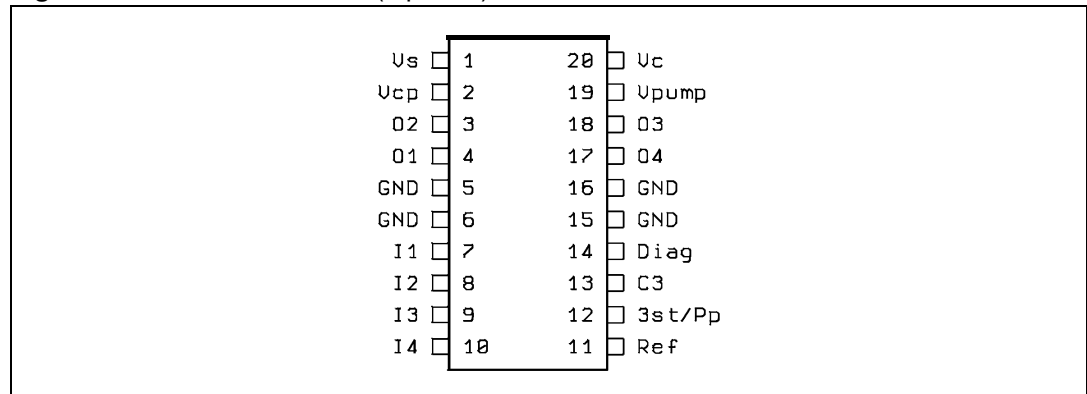 Vs 1 20 Vc
Vcp 2 19 Vpump
O2 3 18 O3
O1 4 17 O4
GND 5 16 GND
GND 6 15 GND
I1 7 14 Diag
I2 8 13 C3
I3 9 12 3st/Pp
I4 10 11 Ref